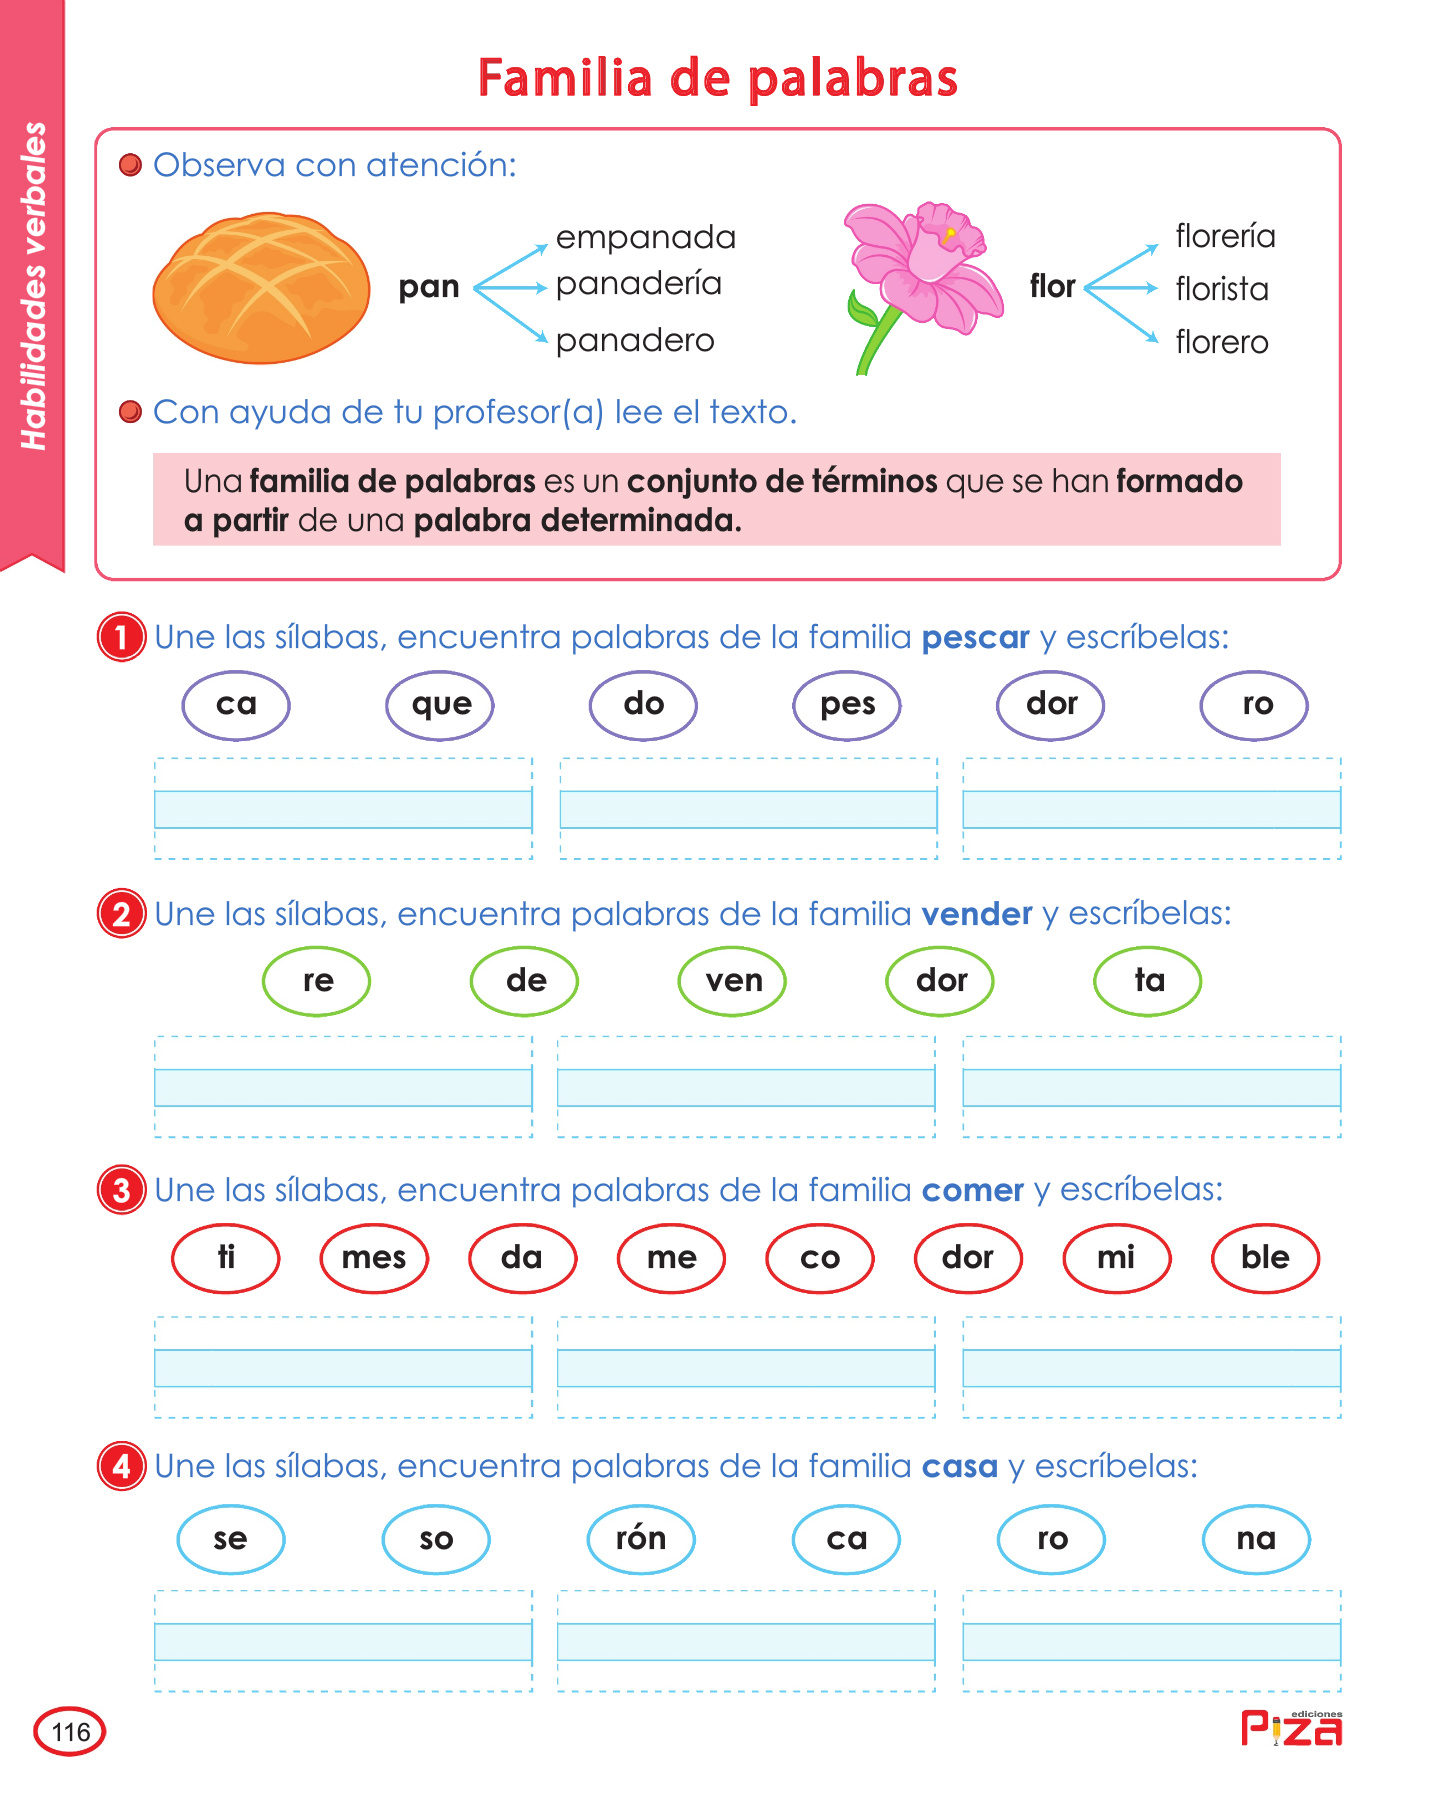 Habilidades verbales
Familia de palabras
Observa con atención:
pan
empanada
panadería
panadero
flor
florería
florista
florero
Con ayuda de tu profesor(a) lee el texto.
Una familia de palabras es un conjunto de términos que se han formado
a partir de una palabra determinada.
1 Une las sílabas, encuentra palabras de la familia pescar y escríbelas:
ca que do pes dor ro
2 Une las sílabas, encuentra palabras de la familia vender y escríbelas:
re de ven dor ta
3 Une las sílabas, encuentra palabras de la familia comer y escríbelas:
ti mes da me co dor mi ble
4 Une las sílabas, encuentra palabras de la familia casa y escríbelas:
se so rón ca ro na
116
ediciones
Piza